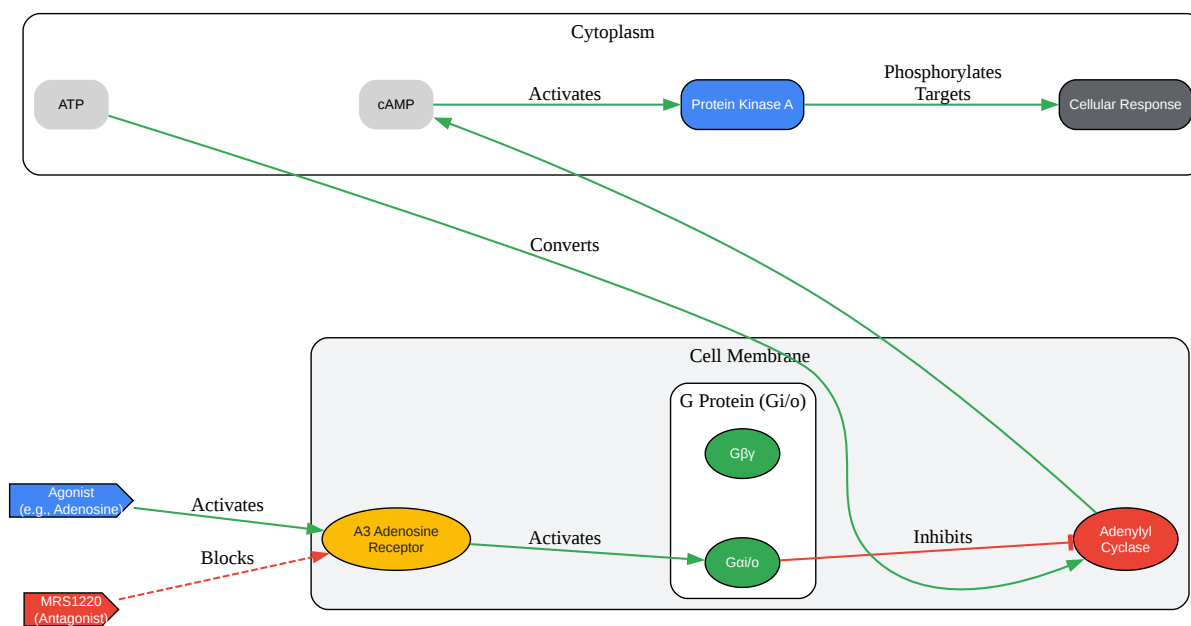 Cytoplasm
ATP
cAMP
Activates
Protein Kinase A
Phosphorylates
Targets
Cellular Response
Converts
Cell Membrane
G Protein (Gi/o)
Gβγ
Agonist
(e.g., Adenosine)
Activates
A3 Adenosine
Receptor
Activates
Gαi/o
Inhibits
Adenylyl
Cyclase
Blocks
MRS1220
(Antagonist)